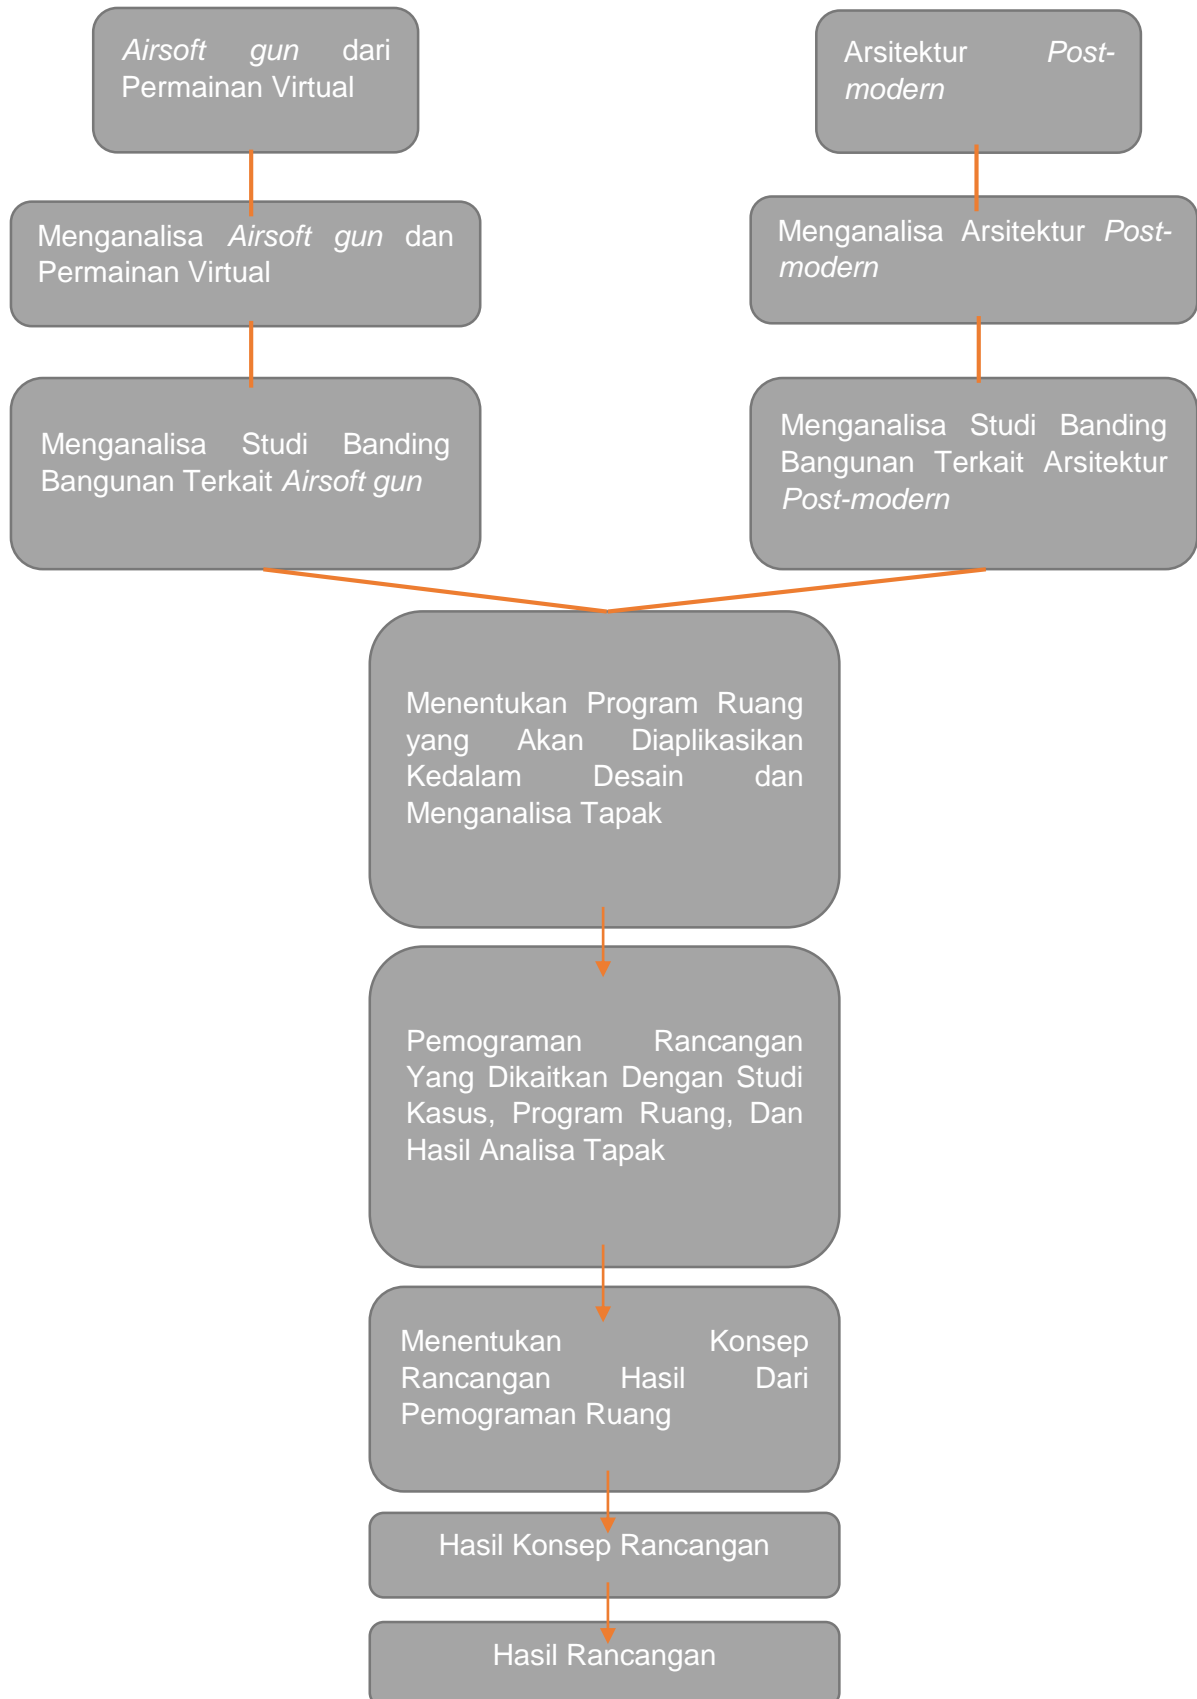 Airsoft gun dari
Permainan Virtual
Arsitektur Post-
modern
Menganalisa Airsoft gun dan
Permainan Virtual
Menganalisa Arsitektur Post-
modern
Menganalisa Studi Banding
Bangunan Terkait Airsoft gun
Menganalisa Studi Banding
Bangunan Terkait Arsitektur
Post-modern
Menentukan Program Ruang
yang Akan Diaplikasikan
Kedalam Desain dan
Menganalisa Tapak
Pemograman Rancangan
Yang Dikaitkan Dengan Studi
Kasus, Program Ruang, Dan
Hasil Analisa Tapak
Menentukan Konsep
Rancangan Hasil Dari
Pemograman Ruang
Hasil Konsep Rancangan
Hasil Rancangan